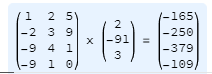 (1 2 5) (2) (-165)
(-2 3 9) × (-91) = (-250)
(-9 4 1) (3) (-379)
(-9 1 0) (-109)